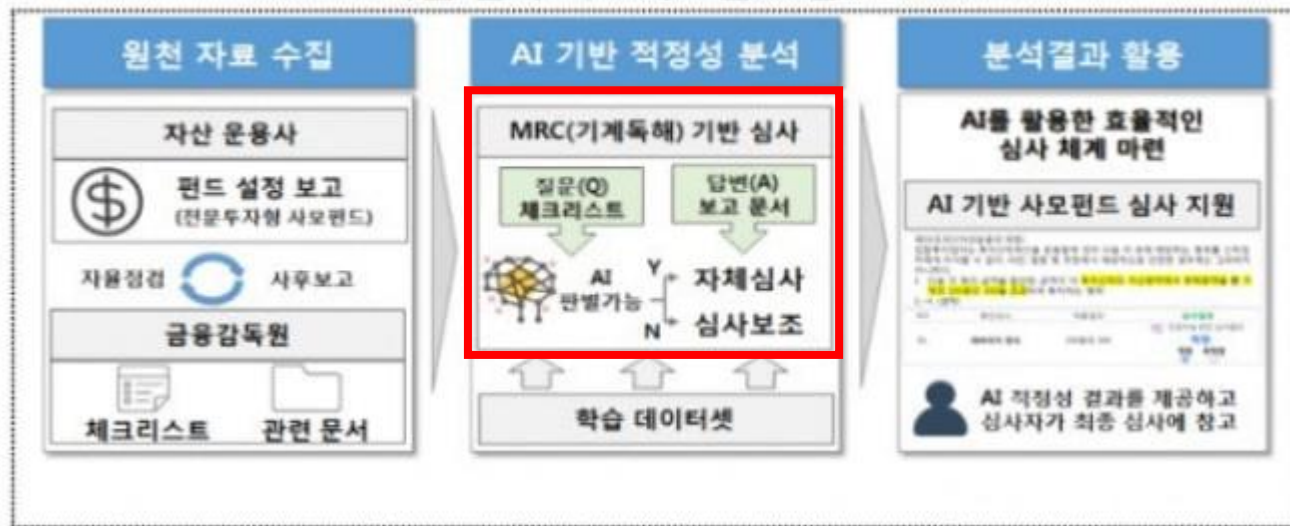 원천 자료 수집
자산 운용사
펀드 설정 보고
(전문투자형 사모펀드)
자율점검
사후보고
금융감독원
체크리스트
관련 문서
AI 기반 적정성 분석
MRC(기계독해) 기반 심사
질문(Q)
체크리스트
답변(A)
보고 문서
AI
판별가능
Y
자체심사
N
심사보조
학습 데이터셋
분석결과 활용
AI를 활용한 효율적인
심사 체계 마련
AI 기반 사모펀드 심사 지원
AI 적정성 결과를 제공하고
심사자가 최종 심사에 참고